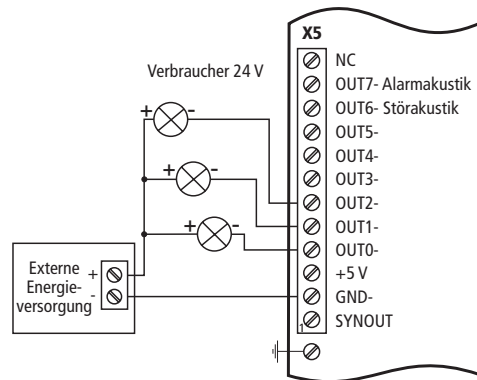 X5
NC
OUT7- Alarmakustik
OUT6- Störakustik
OUT5-
OUT4-
OUT3-
OUT2-
OUT1-
OUT0-
+5 V
GND-
SYNOUT
1
Verbraucher 24 V
+ -
+ -
+ -
Externe
Energie-
versorgung
+
-